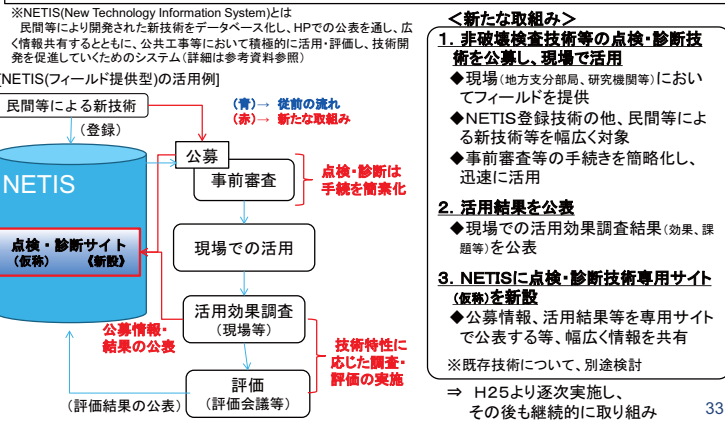 ※NETIS(New Technology Information System)とは
民間等により開発された新技術をデータベース化し、HPでの公表を通し、広
く情報共有するとともに、公共工事等において積極的に活用・評価し、技術開
発を促進していくためのシステム(詳細は参考資料参照)
[NETIS(フィールド提供型)の活用例]
民間等による新技術
(登録)
(青)→ 従前の流れ
(赤)→ 新たな取組み
NETIS
公募
事前審査
点検・診断は
手続を簡素化
点検・診断サイト
(仮称) 《新設》
現場での活用
公募情報・
結果の公表
活用効果調査
(現場等)
技術特性に
応じた調査・
評価の実施
評価
(評価会議等)
(評価結果の公表)
＜新たな取組み＞
1. 非破壊検査技術等の点検・診断技
術を公募し、現場で活用
◆現場(地方支分部局、研究機関等)におい
てフィールドを提供
◆NETIS登録技術の他、民間等によ
る新技術等を幅広く対象
◆事前審査等の手続きを簡略化し、
迅速に活用
2. 活用結果を公表
◆現場での活用効果調査結果(効果、課
題等)を公表
3. NETISに点検・診断技術専用サイト
(仮称)を新設
◆公募情報、活用結果等を専用サイト
で公表する等、幅広く情報を共有
※既存技術について、別途検討
⇒ H25より逐次実施し、
その後も継続的に取り組み
33